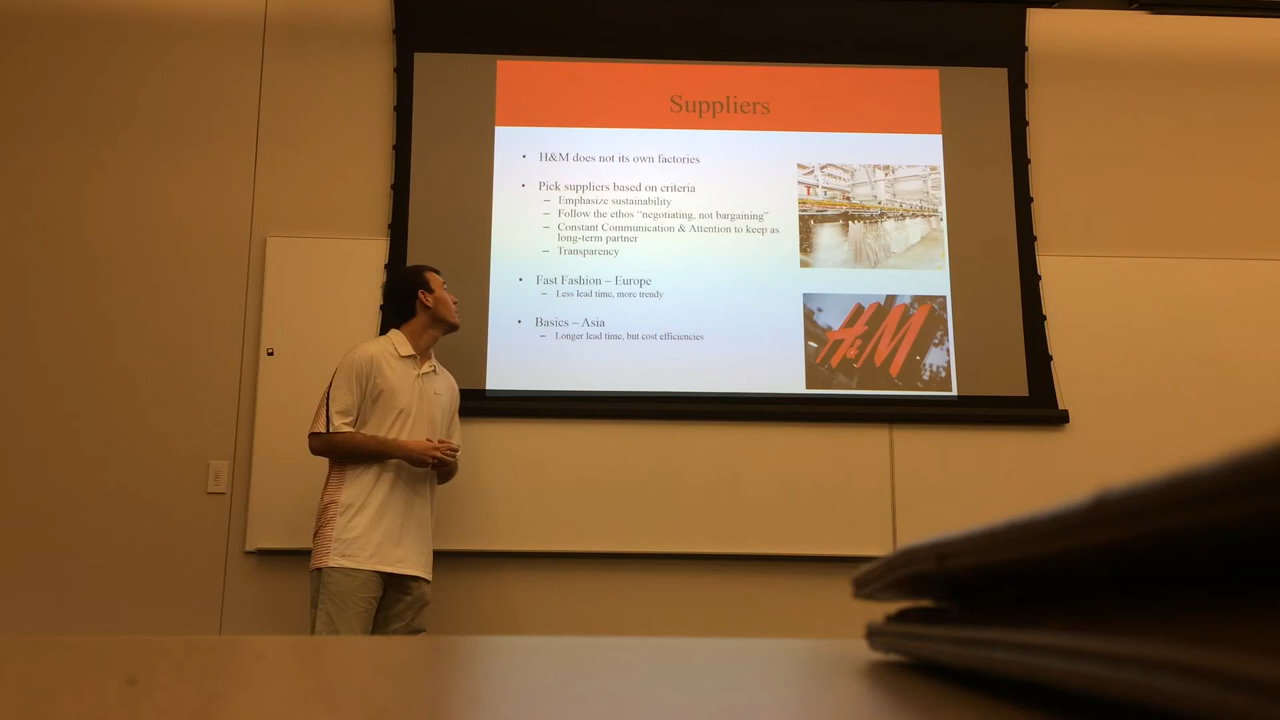 Suppliers
• H&M does not its own factories
• Pick suppliers based on criteria
– Emphasize sustainability
– Follow the ethos "negotiating, not bargaining"
– Constant Communication & Attention to keep as
long-term partner
– Transparency
• Fast Fashion – Europe
– Less lead time, more trendy
• Basics – Asia
– Longer lead time, but cost efficiencies
H&M